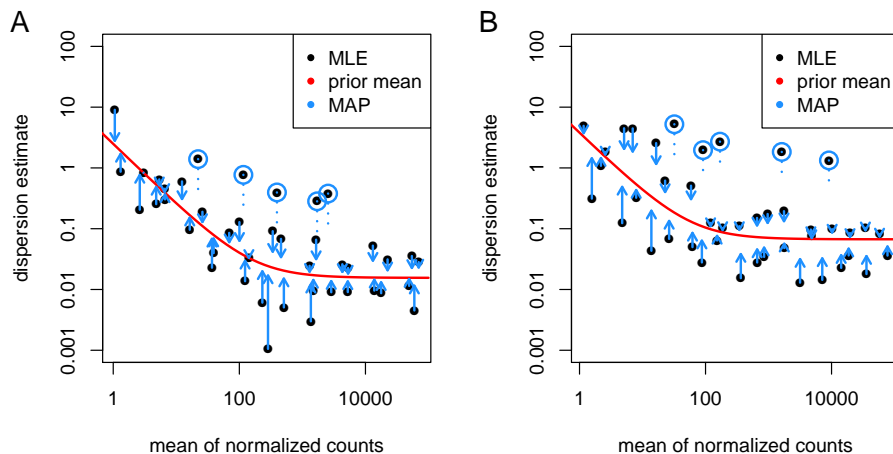 A
dispersion estimate
100
10
1
0.1
0.01
0.001
MLE
prior mean
MAP
1
100
10000
mean of normalized counts
B
dispersion estimate
100
10
1
0.1
0.01
0.001
MLE
prior mean
MAP
1
100
10000
mean of normalized counts